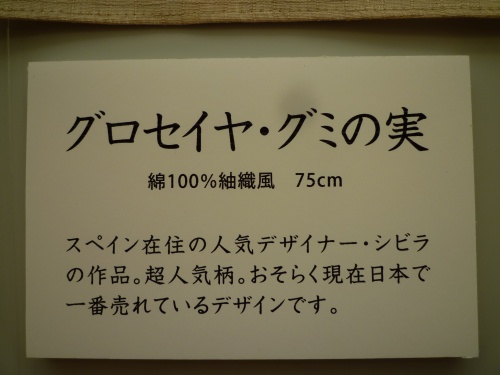 グロセイヤ・グミの実
綿100%紬織風　75cm
スペイン在住の人気デザイナー・シビラ
の作品。超人気柄。おそらく現在日本で
一番売れているデザインです。